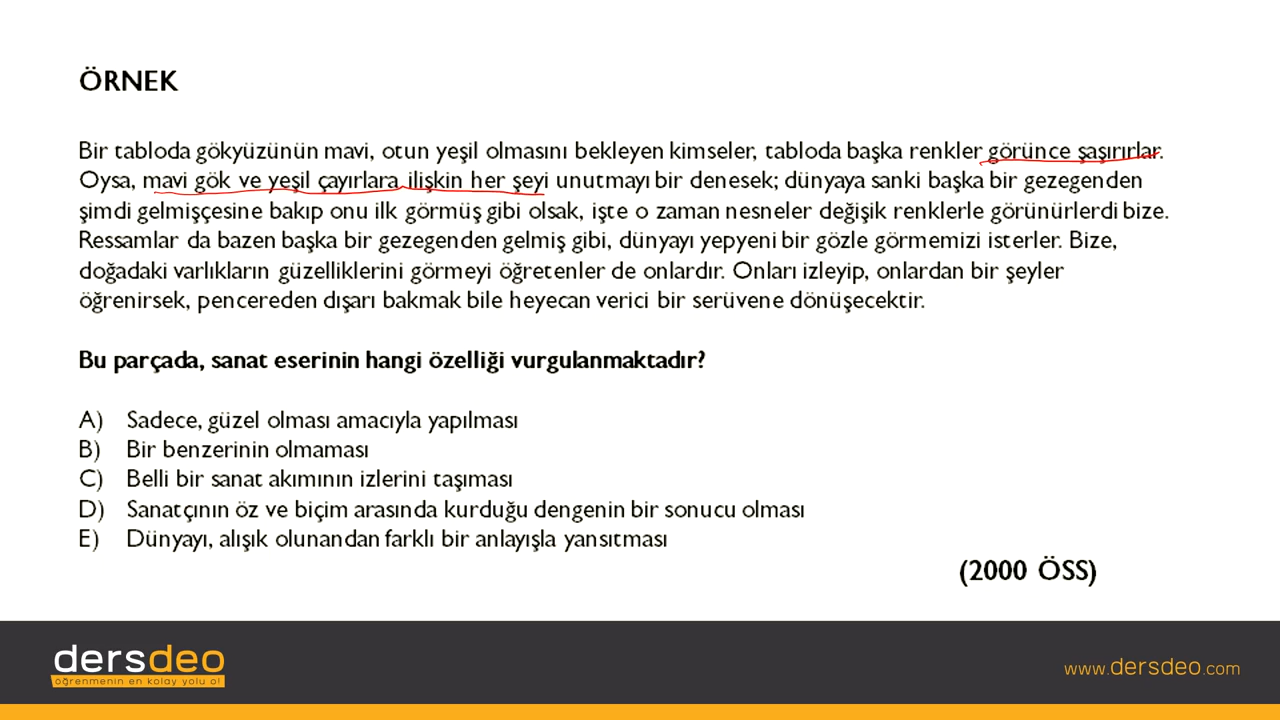 ÖRNEK
Bir tabloda gökyüzünün mavi, otun yeşil olmasını bekleyen kimseler, tabloda başka renkler görünce şaşırırlar.
Oysa, mavi gök ve yeşil çayırlara ilişkin her şeyi unutmayı bir denesek; dünyaya sanki başka bir gezegenden
şimdi gelmişçesine bakıp onu ilk görmüş gibi olsak, işte o zaman nesneler değişik renklerle görünürlerdi bize.
Ressamlar da bazen başka bir gezegenden gelmiş gibi, dünyayı yepyeni bir gözle görmemizi isterler. Bize,
doğadaki varlıkların güzelliklerini görmeyi öğretenler de onlardır. Onları izleyip, onlardan bir şeyler
öğrenirsek, pencereden dışarı bakmak bile heyecan verici bir serüvene dönüşecektir.
Bu parçada, sanat eserinin hangi özelliği vurgulanmaktadır?
A) Sadece, güzel olması amacıyla yapılması
B) Bir benzerinin olmaması
C) Belli bir sanat akımının izlerini taşıması
D) Sanatçının öz ve biçim arasında kurduğu dengenin bir sonucu olması
E) Dünyayı, alışık olunandan farklı bir anlayışla yansıtması
(2000 ÖSS)
dersdeo
öğrenmenin en kolay yolu o!
www.dersdeo.com